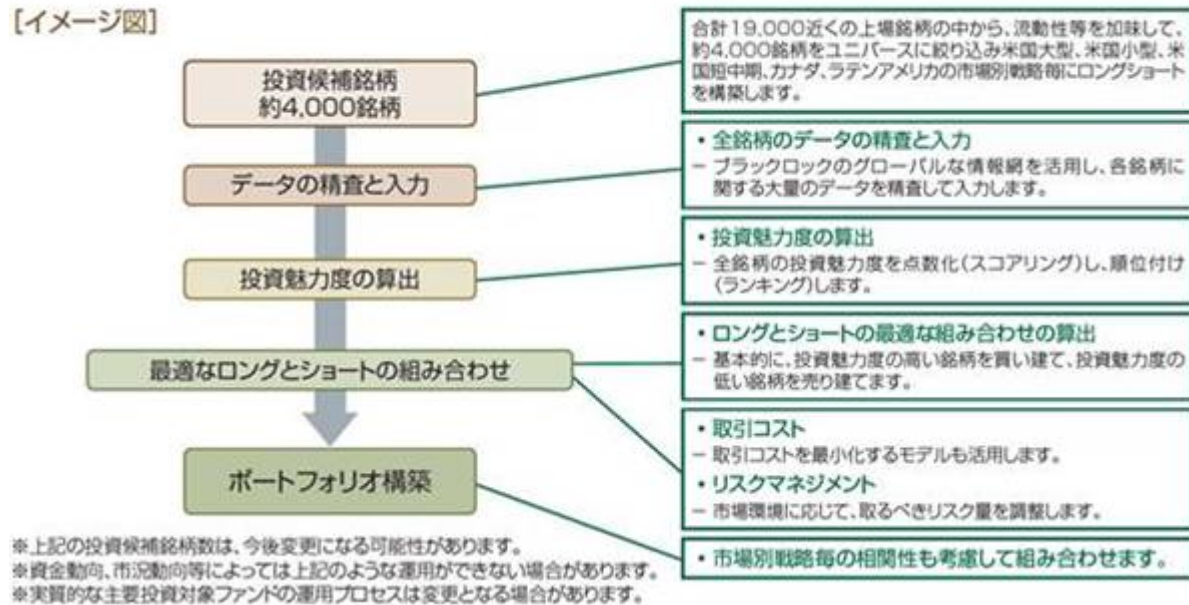 [イメージ図]
投資候補銘柄
約4,000銘柄
データの精査と入力
投資魅力度の算出
最適なロングとショートの組み合わせ
ポートフォリオ構築
合計19,000近くの上場銘柄の中から、流動性等を加味して、
約4,000銘柄をユニバースに絞り込み米国大型、米国小型、米
国短中期、カナダ、ラテンアメリカの市場別戦略毎にロングショート
を構築します。
・全銘柄のデータの精査と入力
− ブラックロックのグローバルな情報網を活用し、各銘柄に
関する大量のデータを精査して入力します。
・投資魅力度の算出
− 全銘柄の投資魅力度を点数化(スコアリング)し、順位付け
(ランキング)します。
・ロングとショートの最適な組み合わせの算出
− 基本的に、投資魅力度の高い銘柄を買い建て、投資魅力度の
低い銘柄を売り建てます。
・取引コスト
− 取引コストを最小化するモデルも活用します。
・リスクマネジメント
− 市場環境に応じて、取るべきリスク量を調整します。
・市場別戦略毎の相関性も考慮して組み合わせます。
※上記の投資候補銘柄数は、今後変更になる可能性があります。
※資金動向、市況動向等によっては上記のような運用ができない場合があります。
※実質的な主要投資対象ファンドの運用プロセスは変更となる場合があります。